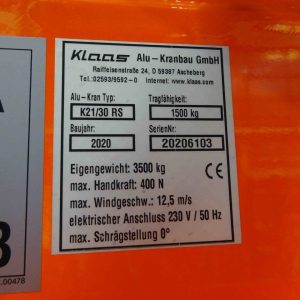 Klaas Alu-Kranbau GmbH
Raiffeisenstraße 24, D 59387 Ascheberg
Tel.02593/9592-0 Internet: www.klaas.com
Alu-Kran Typ: Tragfähigkeit:
K21/30 RS 1500 kg
Baujahr: SerienNr:
2020 20206103
Eigengewicht: 3500 kg CE
max. Handkraft: 400 N
max. Windgeschw.: 12,5 m/s
elektrischer Anschluss 230 V / 50 Hz
max. Schrägstellung 0°
A
3
.00478